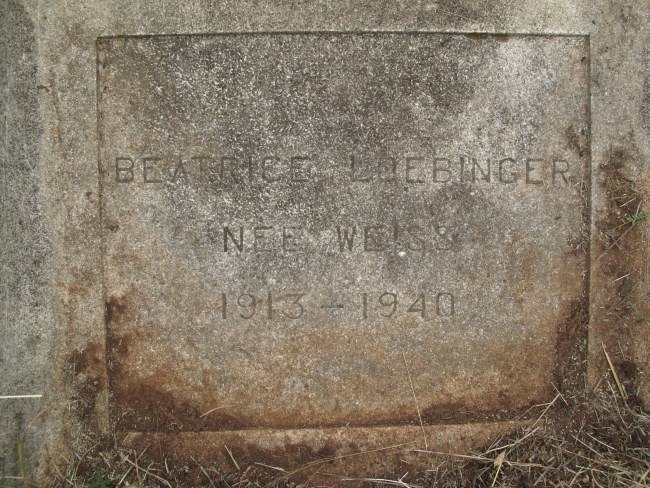 BEATRICE LOEBINGER
NEE WEISS
1913 - 1940